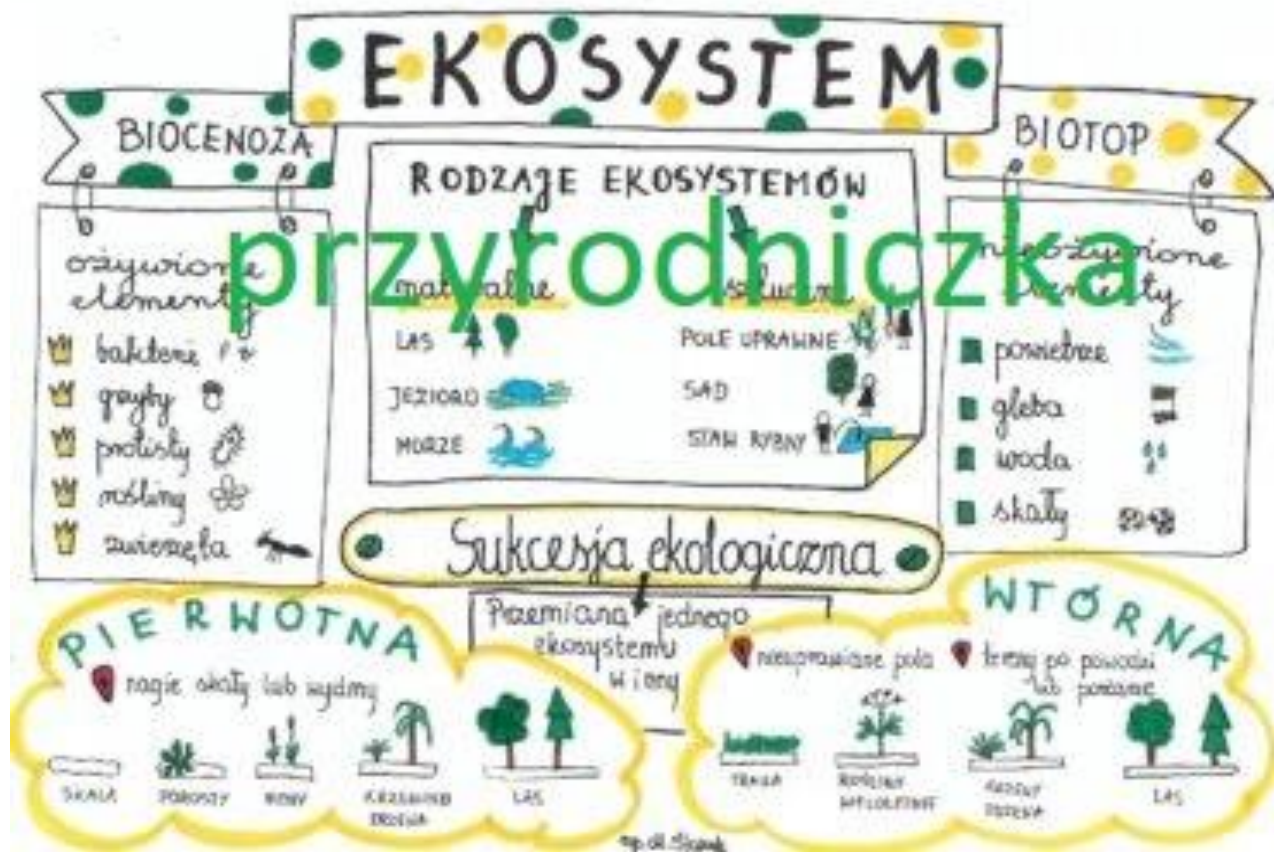 EKOSYSTEM
BIOCENOZA
BIOTOP
RODZAJE EKOSYSTEMÓW
przyrodniczka
ożywione
elementy
bakterie
grzyby
protisty
rośliny
zwierzęta
naturalne
LAS
JEZIORO
MORZE
sztuczne
POLE UPRAWNE
SAD
STAW RYBNY
nieożywione
elementy
powietrze
gleba
woda
skały
Sukcesja ekologiczna
Przemiana jednego
ekosystemu
w inny
PIERWOTNA
nagie skały lub wydmy
SKAŁA
POROSTY
LAS
WTÓRNA
nieuprawiane pola
tereny po powodzi
lub pożarze
TRAWA
ROŚLINY
WIELOLETNIE
KRZEWY
DRZEWA
LAS